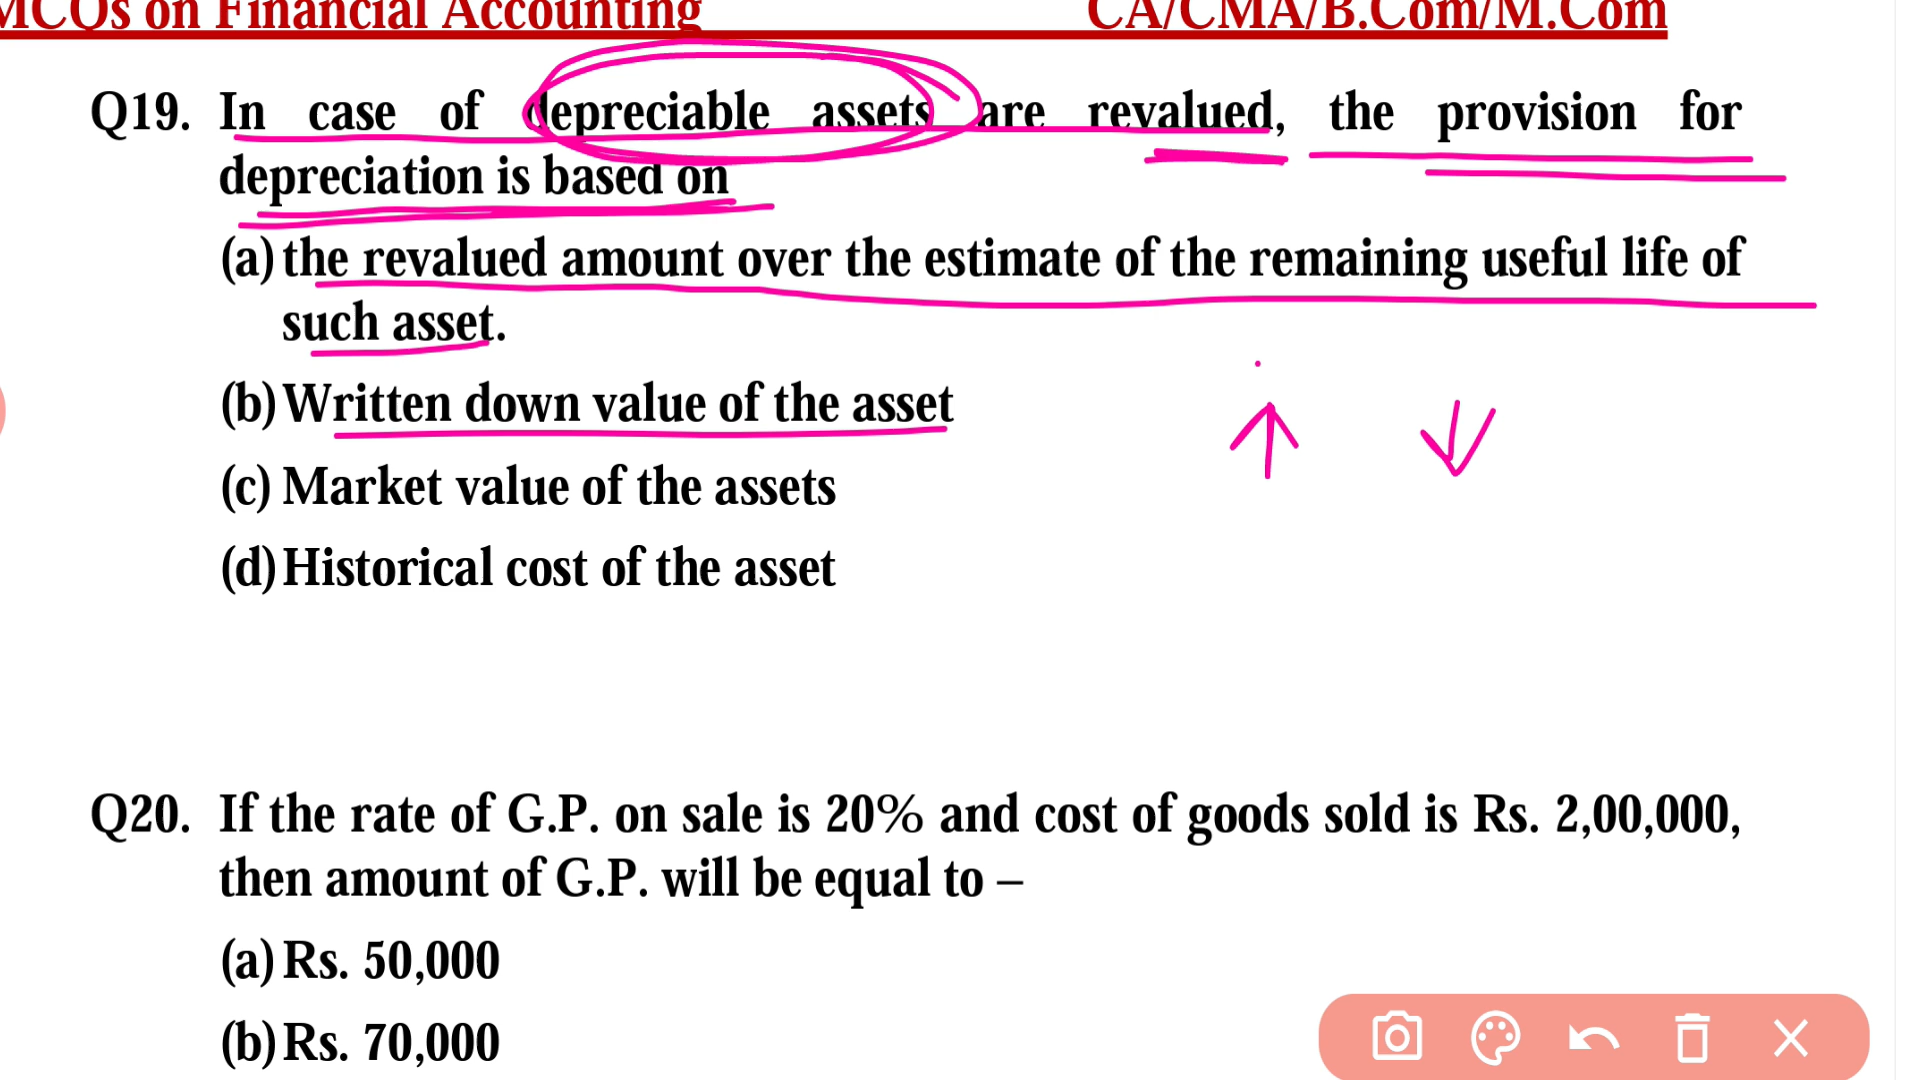 MCQs on Financial Accounting CA/CMA/B.Com/M.Com
Q19. In case of depreciable assets are revalued, the provision for
depreciation is based on
(a) the revalued amount over the estimate of the remaining useful life of
such asset.
(b) Written down value of the asset
(c) Market value of the assets
(d) Historical cost of the asset
Q20. If the rate of G.P. on sale is 20% and cost of goods sold is Rs. 2,00,000,
then amount of G.P. will be equal to –
(a) Rs. 50,000
(b) Rs. 70,000